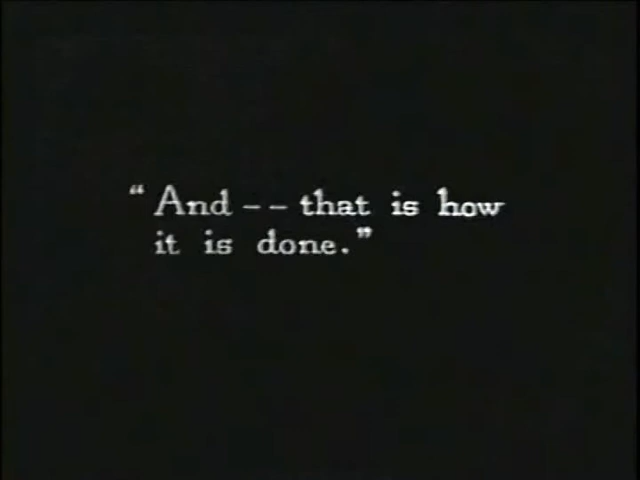 “And -- that is how
it is done.”